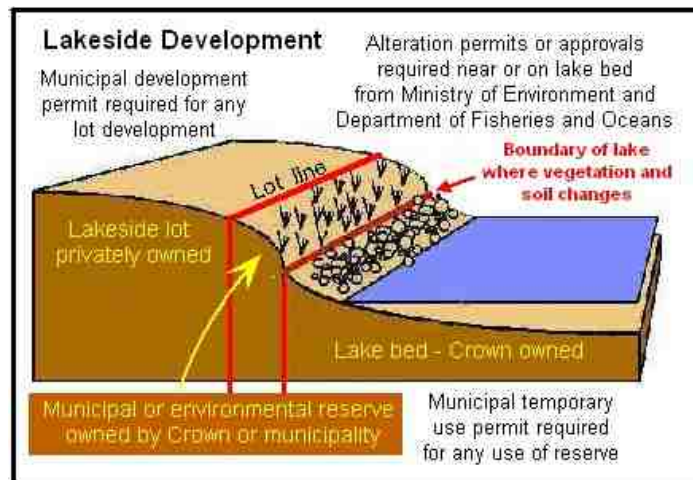 Lakeside Development
Municipal development
permit required for any
lot development
Alteration permits or approvals
required near or on lake bed
from Ministry of Environment and
Department of Fisheries and Oceans
Boundary of lake
where vegetation and
soil changes
Lot line
Lakeside lot
privately owned
Lake bed - Crown owned
Municipal or environmental reserve
owned by Crown or municipality
Municipal temporary
use permit required
for any use of reserve